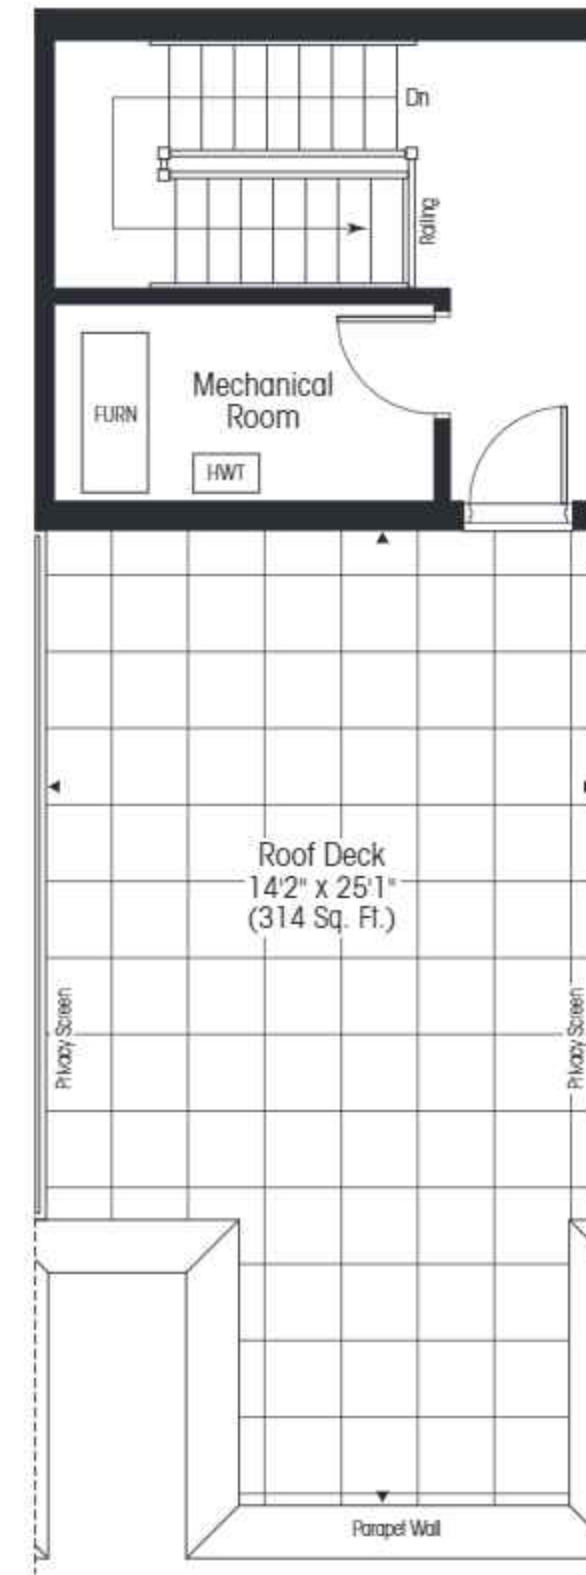 Dn
Railing
Mechanical
Room
FURN
HWT
Roof Deck
14'2" x 25'1"
(314 Sq. Ft.)
Privacy Screen
Privacy Screen
Parapet Wall